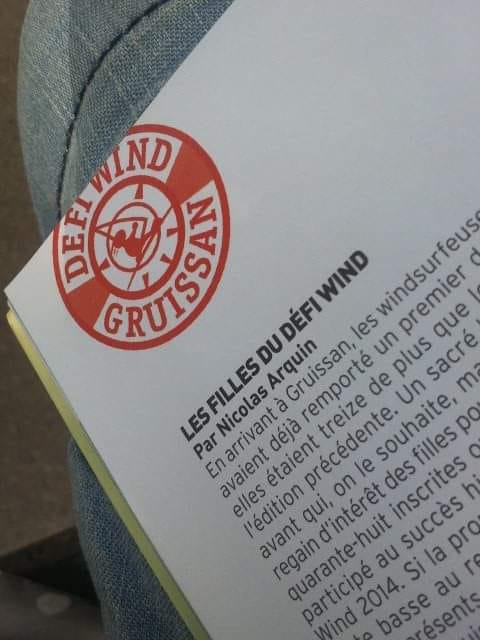 DÉFI WIND
GRUISSAN
LES FILLES DU DÉFI WIND
Par Nicolas Arquin
En arrivant à Gruissan, les windsurfeuse
avaient déjà remporté un premier d
elles étaient treize de plus que l
l'édition précédente. Un sacré
avant qui, on le souhaite, ma
regain d'intérêt des filles po
quarante-huit inscrites o
participé au succès hi
Wind 2014. Si la pro
te basse au re
présents